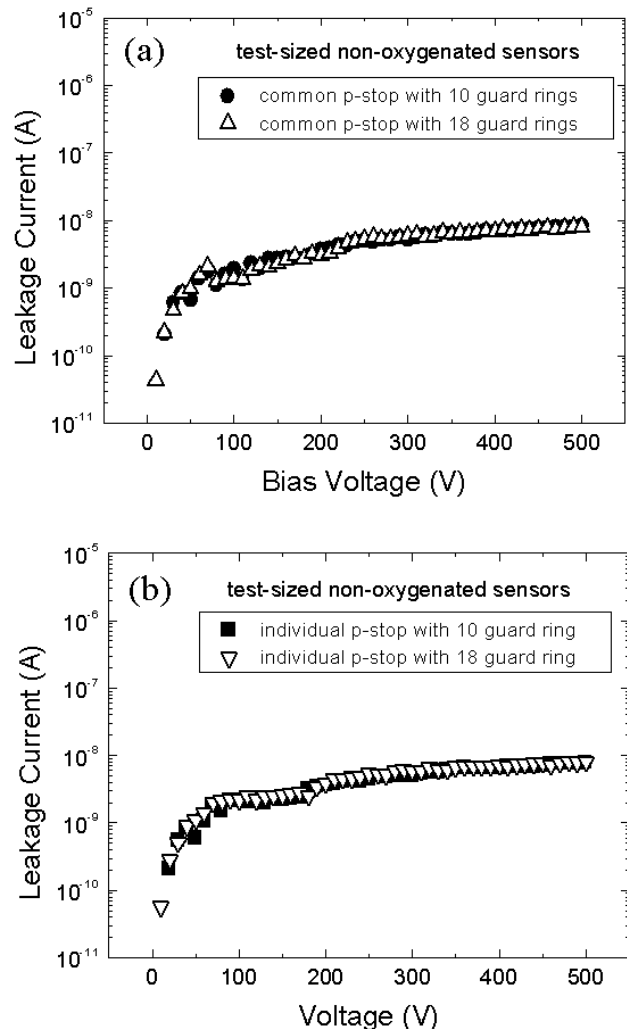 (a)
test-sized non-oxygenated sensors
common p-stop with 10 guard rings
common p-stop with 18 guard rings
Leakage Current (A)
10-5
10-6
10-7
10-8
10-9
10-10
10-11
0 100 200 300 400 500
Bias Voltage (V)
(b)
test-sized non-oxygenated sensors
individual p-stop with 10 guard ring
individual p-stop with 18 guard ring
Leakage Current (A)
10-5
10-6
10-7
10-8
10-9
10-10
10-11
0 100 200 300 400 500
Voltage (V)